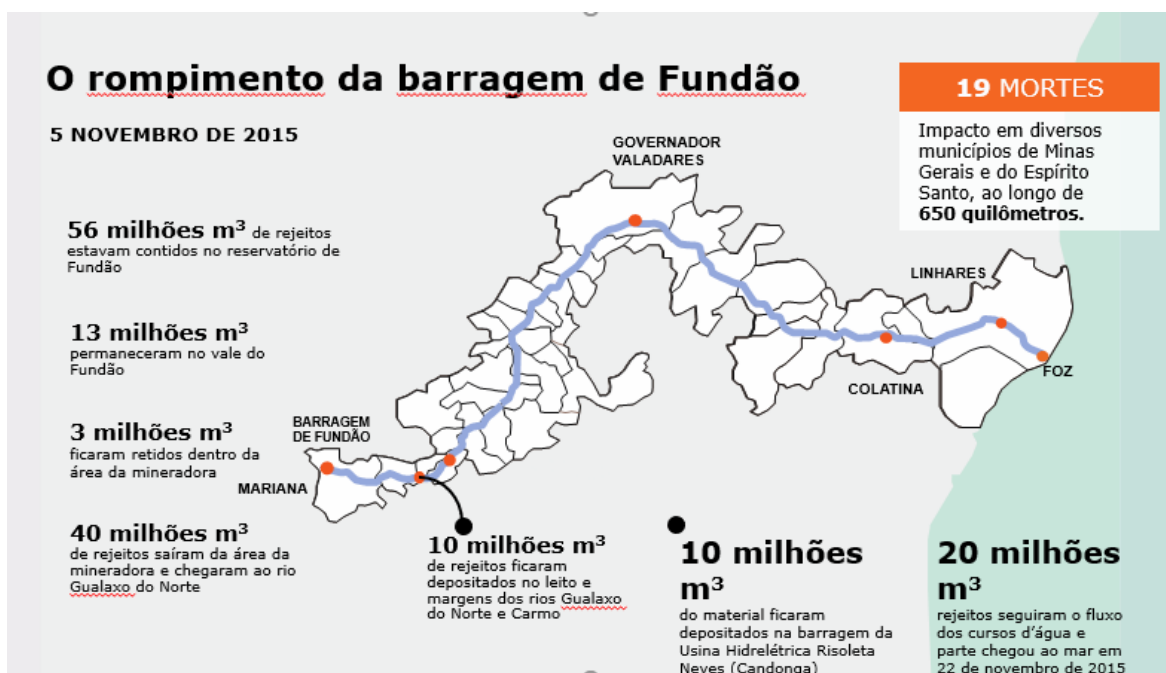 O rompimento da barragem de Fundão
5 NOVEMBRO DE 2015
19 MORTES
Impacto em diversos
municípios de Minas
Gerais e do Espírito
Santo, ao longo de
650 quilômetros.
GOVERNADOR
VALADARES
56 milhões m³ de rejeitos
estavam contidos no reservatório de
Fundão
LINHARES
13 milhões m³
permaneceram no vale do
Fundão
FOZ
COLATINA
3 milhões m³
ficaram retidos dentro da
área da mineradora
BARRAGEM
DE FUNDÃO
MARIANA
40 milhões m³
de rejeitos saíram da área da
mineradora e chegaram ao rio
Gualaxo do Norte
10 milhões m³
de rejeitos ficaram
depositados no leito e
margens dos rios Gualaxo
do Norte e Carmo
10 milhões
m³
do material ficaram
depositados na barragem da
Usina Hidrelétrica Risoleta
Neves (Candonga)
20 milhões
m³
rejeitos seguiram o fluxo
dos cursos d’água e
parte chegou ao mar em
22 de novembro de 2015